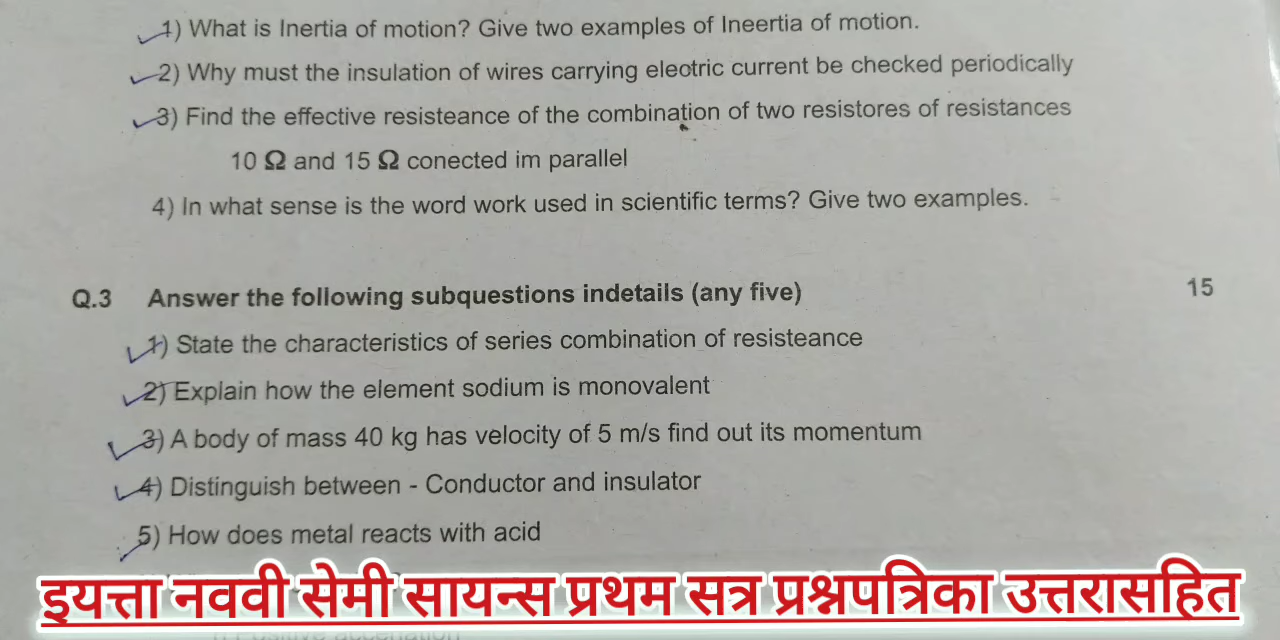 1) What is Inertia of motion? Give two examples of Ineertia of motion.
2) Why must the insulation of wires carrying electric current be checked periodically
3) Find the effective resisteance of the combination of two resistores of resistances
10 Ω and 15 Ω conected im parallel
4) In what sense is the word work used in scientific terms? Give two examples.
Q.3 Answer the following subquestions indetails (any five) 15
1) State the characteristics of series combination of resisteance
2) Explain how the element sodium is monovalent
3) A body of mass 40 kg has velocity of 5 m/s find out its momentum
4) Distinguish between - Conductor and insulator
5) How does metal reacts with acid
इयत्ता नववी सेमी सायन्स प्रथम सत्र प्रश्नपत्रिका उत्तरासहित